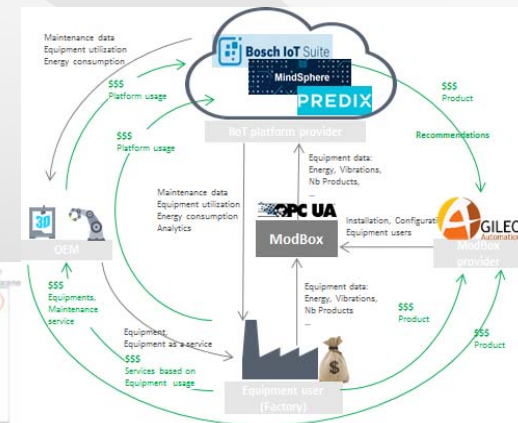 Maintenance data
Equipment utilization
Energy consumption
Bosch IoT Suite
MindSphere
PREDIX
IIoT platform provider
$$$
Platform usage
$$$
Platform usage
$$$
Product
Recommendations
Equipment data:
Energy, Vibrations,
Nb Products,
...
Maintenance data
Equipment utilization
Energy consumption
Analytics
OPC UA
ModBox
Installation, Configurati
Equipment users
GILEO
Automation
ModBox
provider
3D
OEM
$$$
Equipments,
Maintenance
service
Equipment,
Equipment as a service
$$$
Services based on
Equipment usage
Equipment data:
Energy, Vibrations,
Nb Products
...
$$$
Product
$$$
Product
$
Equipment user
(Factory)